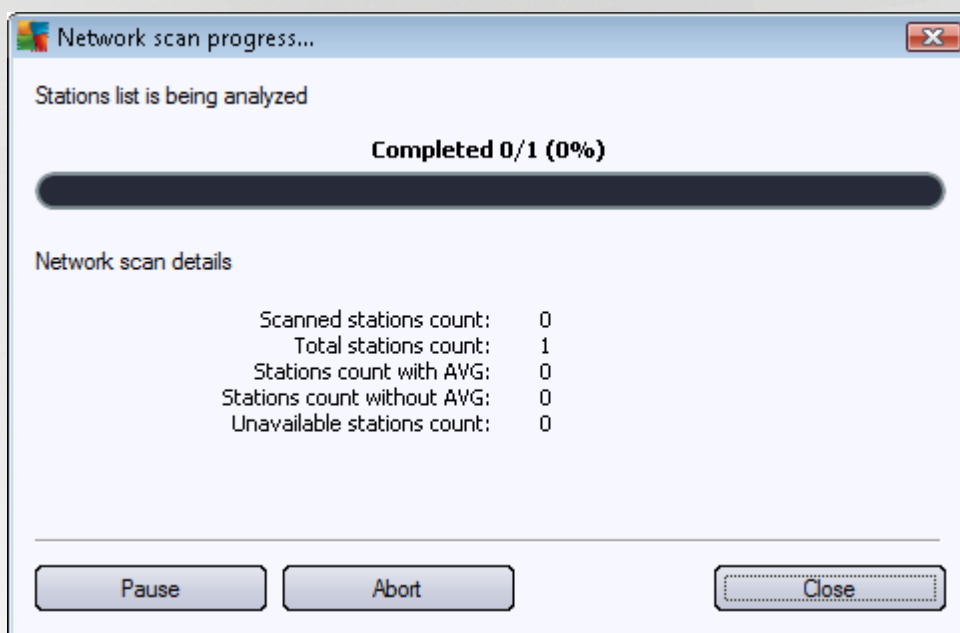 Network scan progress...
Stations list is being analyzed
Completed 0/1 (0%)
Network scan details
Scanned stations count: 0
Total stations count: 1
Stations count with AVG: 0
Stations count without AVG: 0
Unavailable stations count: 0
Pause Abort Close